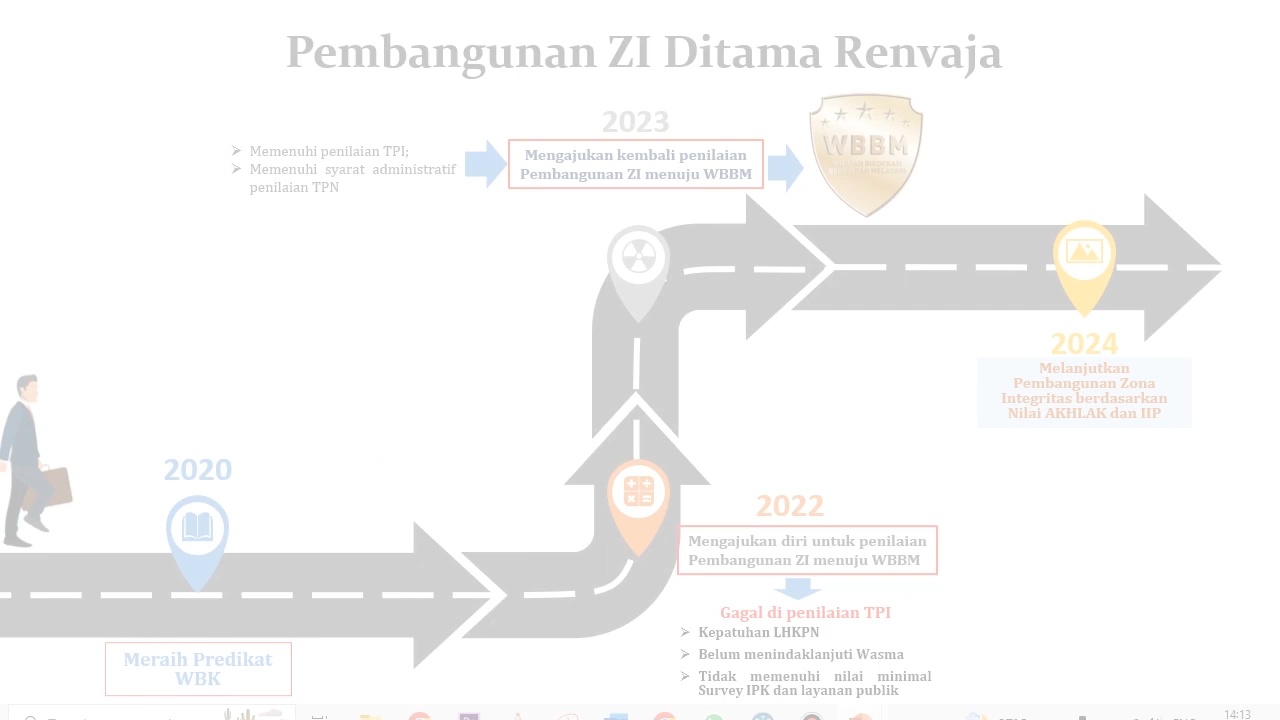 Pembangunan ZI Ditama Renvaja
2023
➢ Memenuhi penilaian TPI;
➢ Memenuhi syarat administratif
penilaian TPN
Mengajukan kembali penilaian
Pembangunan ZI menuju WBBM
WBBM
2024
Melanjutkan
Pembangunan Zona
Integritas berdasarkan
Nilai AKHLAK dan IIP
2020
Meraih Predikat
WBK
2022
Mengajukan diri untuk penilaian
Pembangunan ZI menuju WBBM
Gagal di penilaian TPI
➢ Kepatuhan LHKPN
➢ Belum menindaklanjuti Wasma
➢ Tidak memenuhi nilai minimal
Survey IPK dan layanan publik
14:13